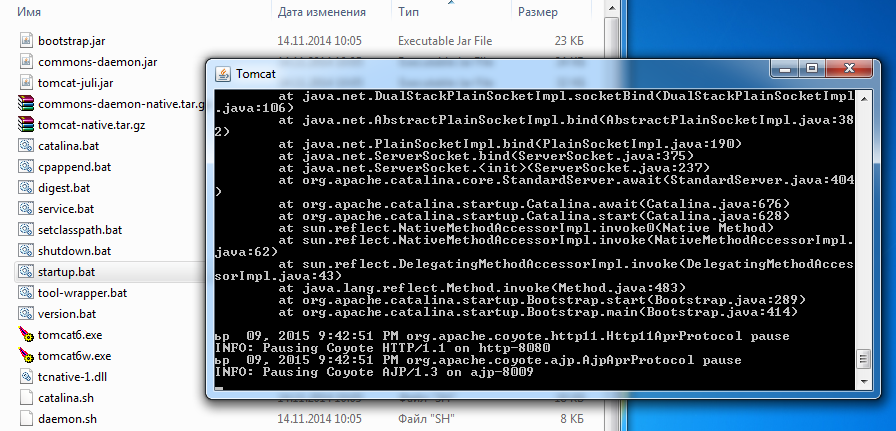 Имя Дата изменения Тип Размер
bootstrap.jar 14.11.2014 10:05 Executable Jar File 23 КБ
commons-daemon.jar 14.11.2014 10:05 Executable Jar File
tomcat-juli.jar
commons-daemon-native.tar.g
tomcat-native.tar.gz
catalina.bat
cpappend.bat
digest.bat
service.bat
setclasspath.bat
shutdown.bat
startup.bat
tool-wrapper.bat
version.bat
tomcat6.exe
tomcat6w.exe
tcnative-1.dll
catalina.sh
daemon.sh 14.11.2014 10:05 Файл "SH" 8 КБ
Tomcat
at java.net.DualStackPlainSocketImpl.socketBind(DualStackPlainSocketImpl
.java:106)
at java.net.AbstractPlainSocketImpl.bind(AbstractPlainSocketImpl.java:38
2)
at java.net.PlainSocketImpl.bind(PlainSocketImpl.java:190)
at java.net.ServerSocket.bind(ServerSocket.java:375)
at java.net.ServerSocket.<init>(ServerSocket.java:237)
at org.apache.catalina.core.StandardServer.await(StandardServer.java:404
)
at org.apache.catalina.startup.Catalina.await(Catalina.java:676)
at org.apache.catalina.startup.Catalina.start(Catalina.java:628)
at sun.reflect.NativeMethodAccessorImpl.invoke0(Native Method)
at sun.reflect.NativeMethodAccessorImpl.invoke(NativeMethodAccessorImpl.
java:62)
at sun.reflect.DelegatingMethodAccessorImpl.invoke(DelegatingMethodAcces
sorImpl.java:43)
at java.lang.reflect.Method.invoke(Method.java:483)
at org.apache.catalina.startup.Bootstrap.start(Bootstrap.java:289)
at org.apache.catalina.startup.Bootstrap.main(Bootstrap.java:414)
ьр 09, 2015 9:42:51 PM org.apache.coyote.http11.Http11AprProtocol pause
INFO: Pausing Coyote HTTP/1.1 on http-8080
ьр 09, 2015 9:42:51 PM org.apache.coyote.ajp.AjpAprProtocol pause
INFO: Pausing Coyote AJP/1.3 on ajp-8009